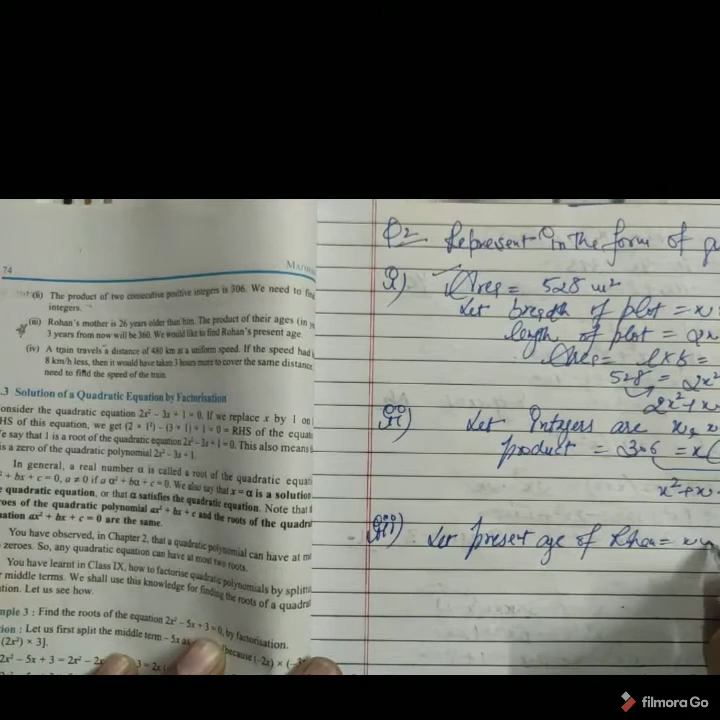 74
(ii) The product of two consecutive positive integers is 306. We need to find
integers.
(iii) Rohan's mother is 26 years older than him. The product of their ages (in
3 years from now will be 360. We would like to find Rohan's present age.
(iv) A train travels a distance of 480 km at a uniform speed. If the speed had
8 km/h less, then it would have taken 3 hours more to cover the same distance
need to find the speed of the train.
.3 Solution of a Quadratic Equation by Factorisation
onsider the quadratic equation 2x² – 3x + 1 = 0. If we replace x by 1 on
HS of this equation, we get (2 × 1²) – (3 × 1) + 1 = 0 = RHS of the
e say that 1 is a root of the quadratic equation 2x² – 3x + 1 = 0. This also means
is a zero of the quadratic polynomial 2x² – 3x + 1.
In general, a real number α is called a root of the quadratic
+ bx + c = 0, a ≠ 0 if a α² + bα + c = 0. We also say that x = α is a solution
e quadratic equation, or that α satisfies the quadratic equation. Note that
roes of the quadratic polynomial ax² + bx + c and the roots of the
uation ax² + bx + c = 0 are the same.
You have observed, in Chapter 2, that a quadratic polynomial can have at
zeroes. So, any quadratic equation can have at most two roots.
You have learnt in Class IX, how to factorise quadratic polynomials by
middle terms. We shall use this knowledge for finding the roots of a
tion. Let us see how.
mple 3 : Find the roots of the equation 2x² – 5x + 3 = 0, by factorisation.
ion : Let us first split the middle term – 5x as [because (–2x) ×
(2x²) × 3].
2x² – 5x + 3 = 2x² –
Q2 Represent in the form of
i) Area = 528 m²
Let breadth of plot = x
length of plot = 2x
Area = l×b =
528 = 2x²
2x² + x
ii) Let Integers are x,
product = 306 = x(
x² + x -
iii) Let present age of Rohan = x
filmora Go